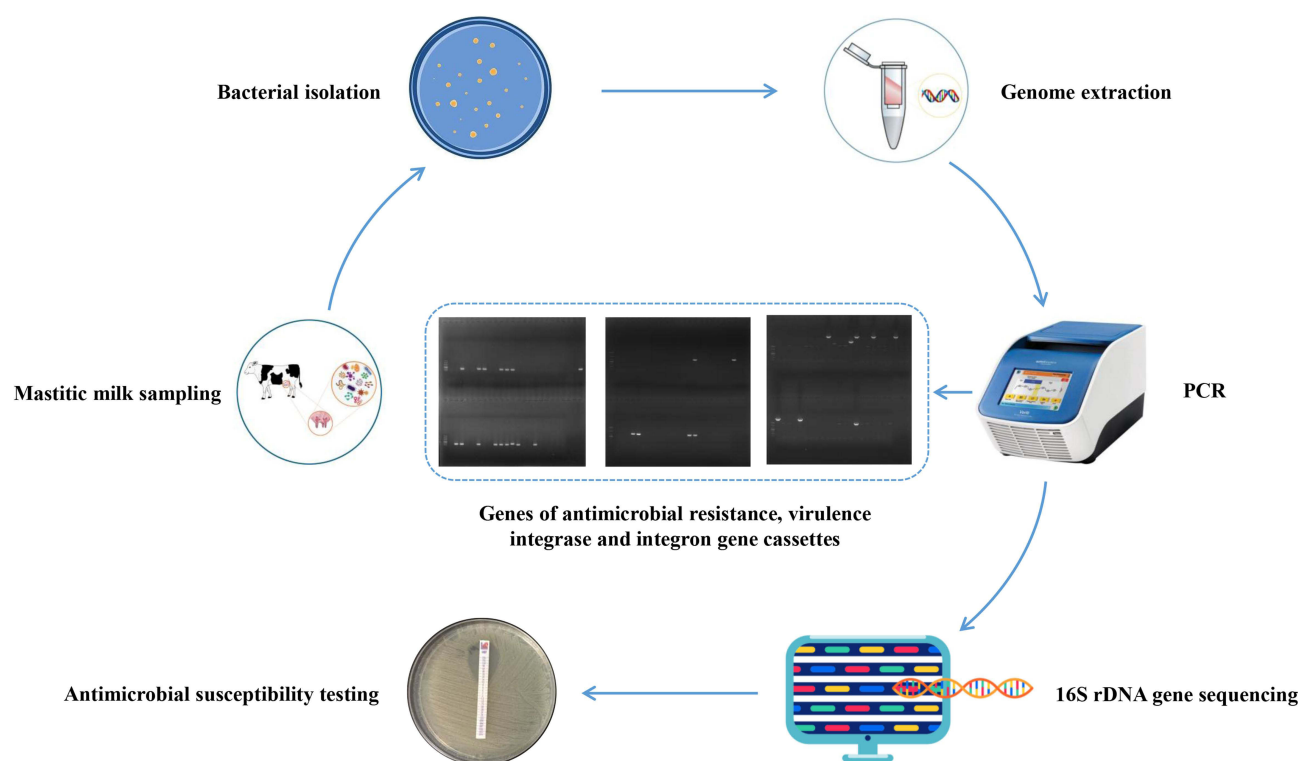 Bacterial isolation
Genome extraction
Mastitic milk sampling
PCR
Genes of antimicrobial resistance, virulence
integrase and integron gene cassettes
Antimicrobial susceptibility testing
16S rDNA gene sequencing